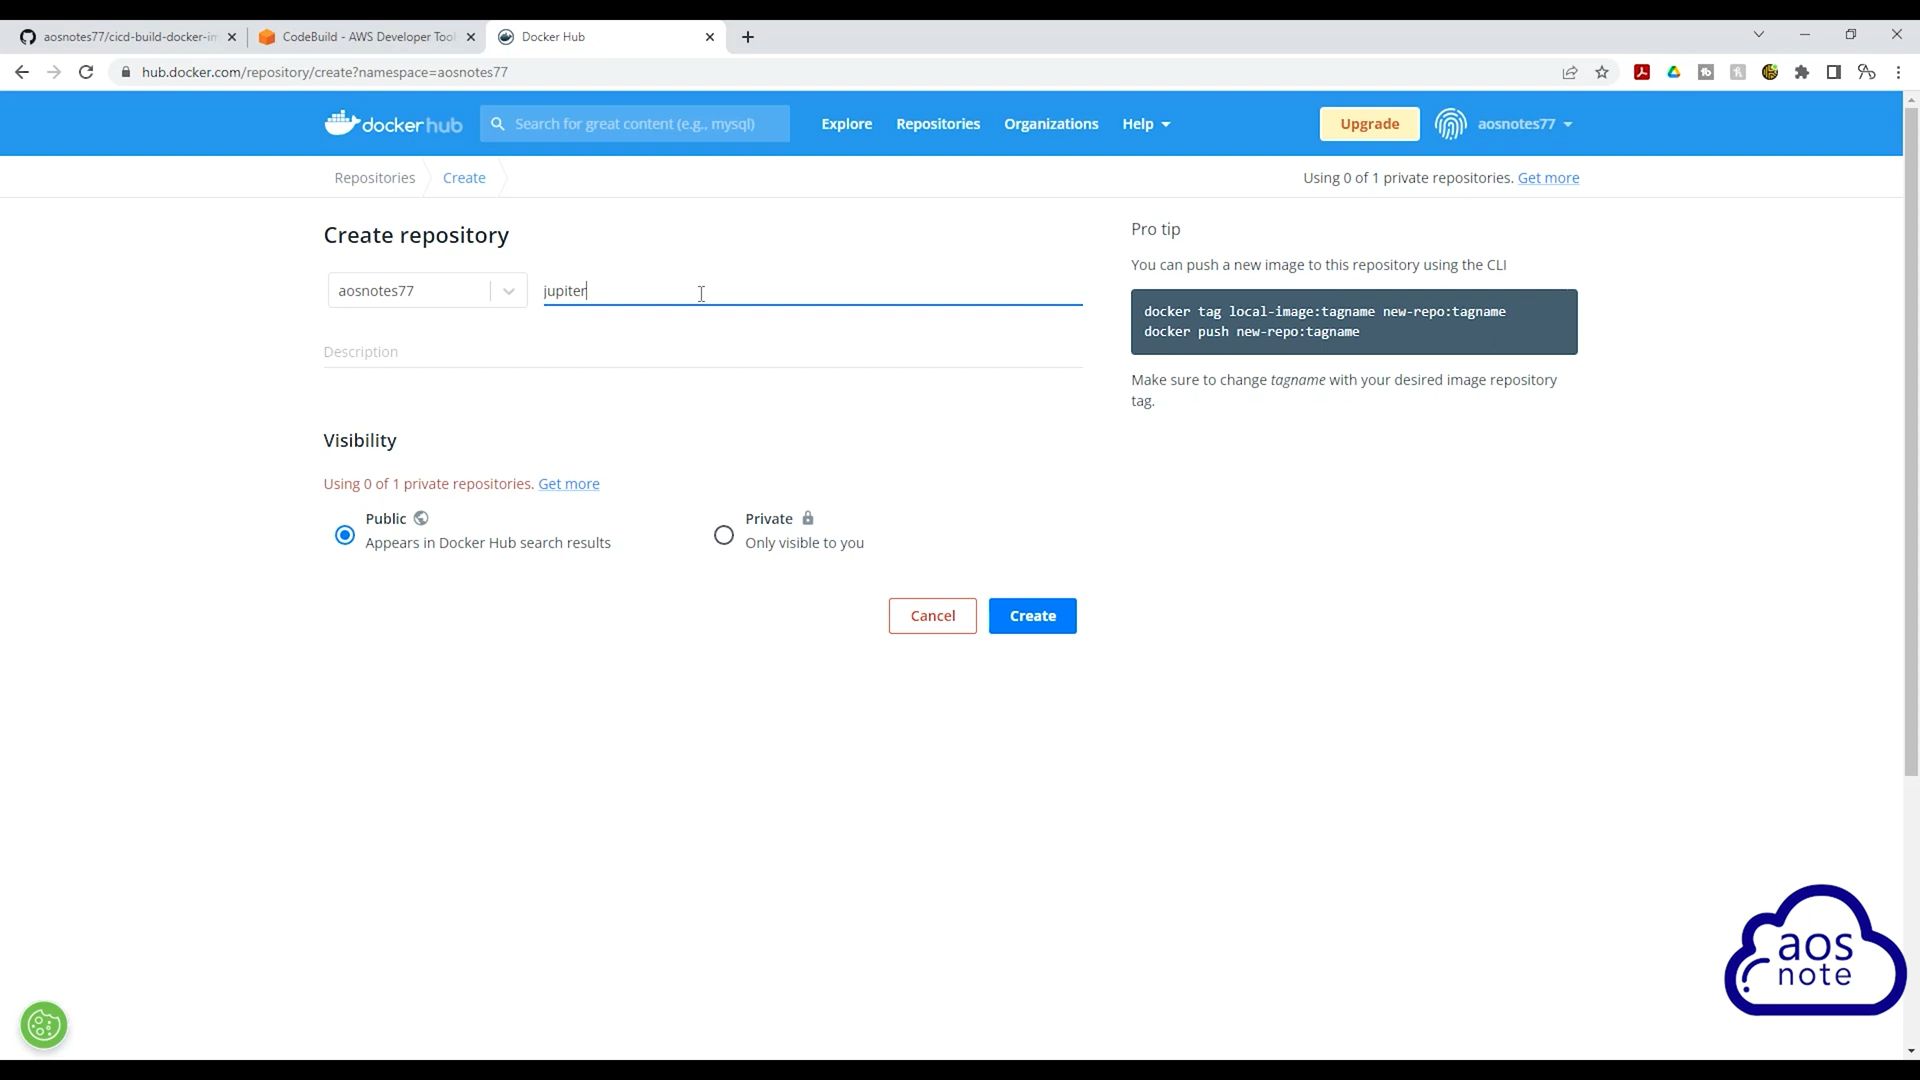 aosnotes77/cicd-build-docker-im
CodeBuild - AWS Developer Tool
Docker Hub
hub.docker.com/repository/create?namespace=aosnotes77
dockerhub
Search for great content (e.g., mysql)
Explore
Repositories
Organizations
Help
Upgrade
aosnotes77
Repositories
Create
Using 0 of 1 private repositories. Get more
Create repository
aosnotes77
jupiter
Description
Visibility
Using 0 of 1 private repositories. Get more
Public
Appears in Docker Hub search results
Private
Only visible to you
Cancel
Create
Pro tip
You can push a new image to this repository using the CLI
docker tag local-image:tagname new-repo:tagname
docker push new-repo:tagname
Make sure to change tagname with your desired image repository
tag.
aos
note